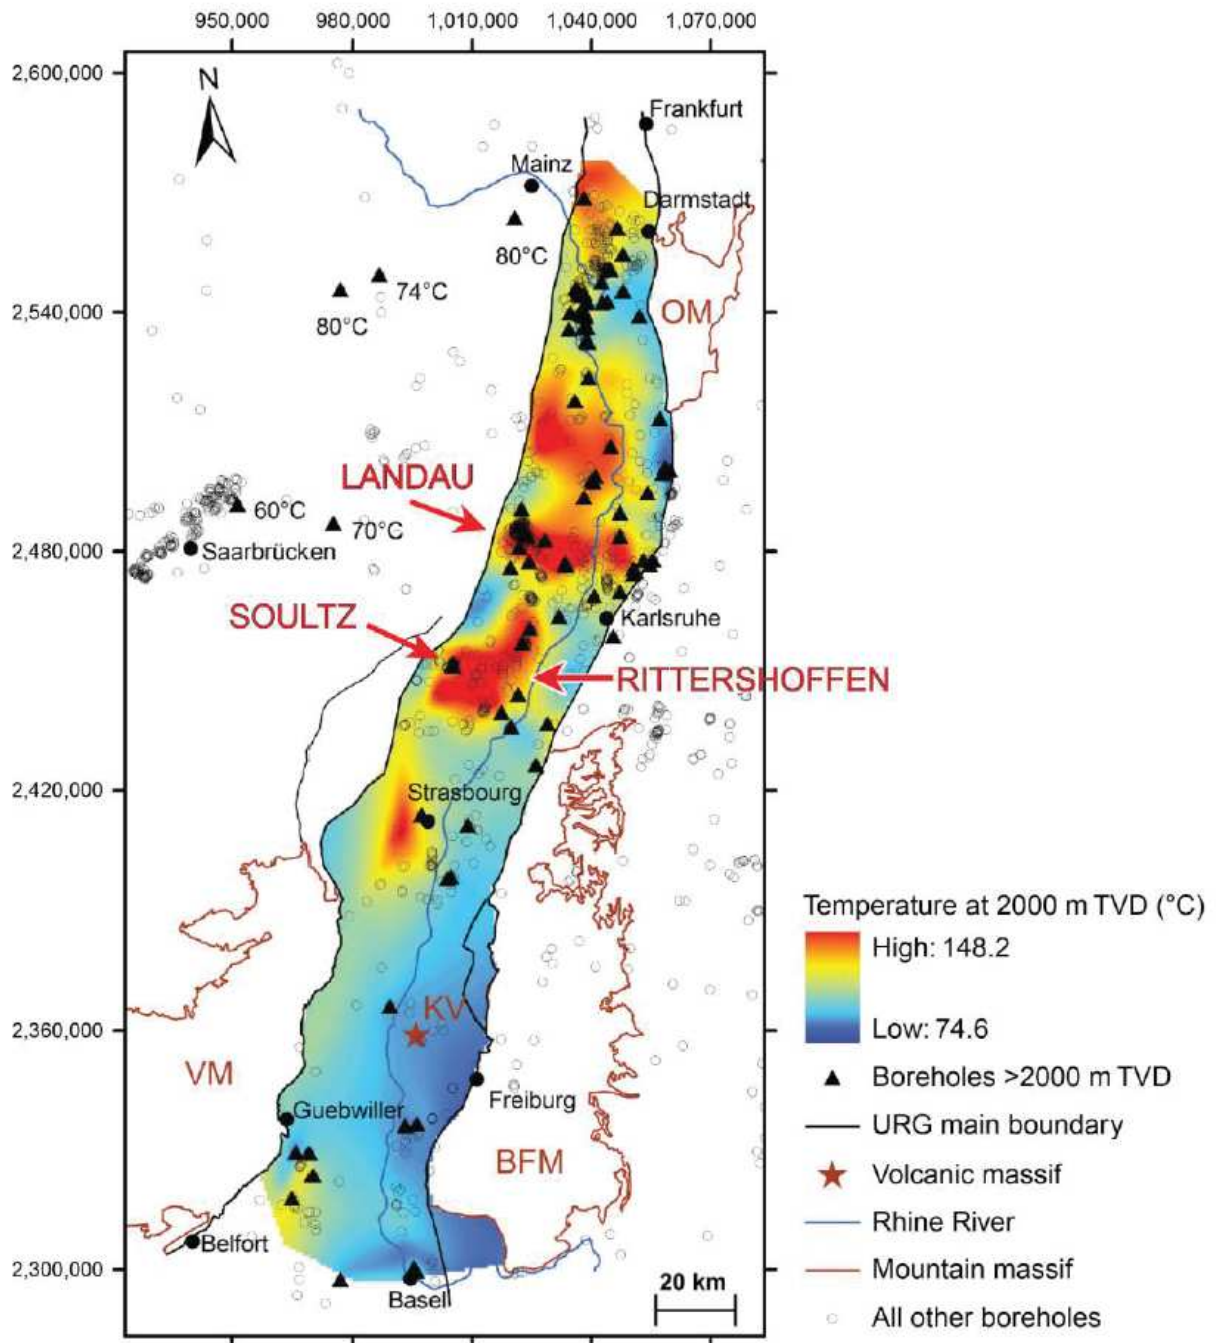 950,000 980,000 1,010,000 1,040,000 1,070,000
2,600,000
N
Frankfurt
Mainz
Darmstadt
80°C
74°C
80°C
2,540,000
OM
LANDAU
60°C
70°C
2,480,000
Saarbrücken
SOULTZ
Karlsruhe
RITTERSHOFFEN
2,420,000
Strasbourg
KV
2,360,000
VM
Freiburg
Guebwiller
BFM
Belfort
2,300,000
Basel
20 km
Temperature at 2000 m TVD (°C)
High: 148.2
Low: 74.6
Boreholes >2000 m TVD
URG main boundary
Volcanic massif
Rhine River
Mountain massif
All other boreholes